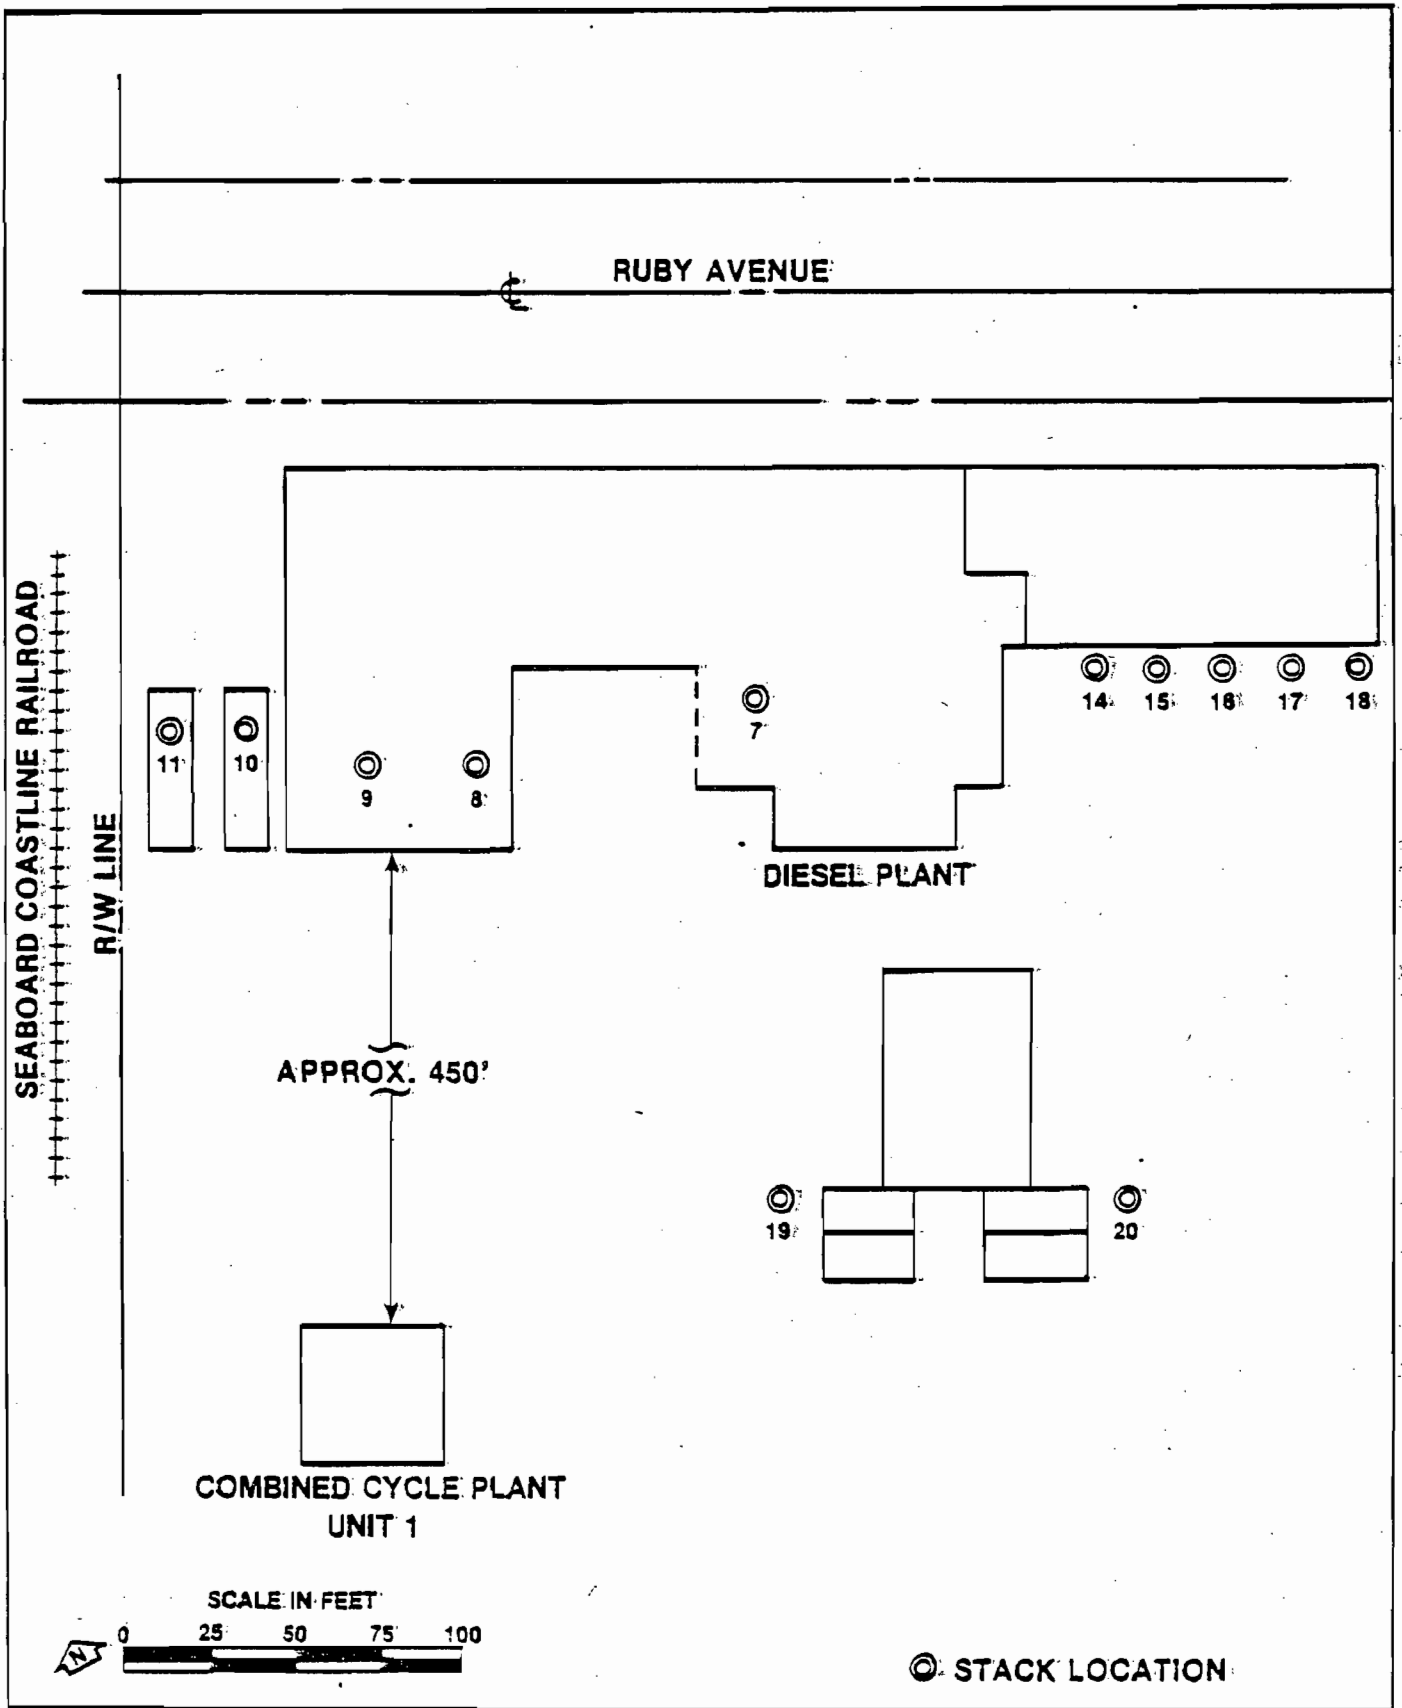 RUBY AVENUE
SEABOARD COASTLINE RAILROAD
R/W LINE
14 15 16 17 18
7
11 10
9 8
DIESEL PLANT
APPROX. 450'
19 20
COMBINED CYCLE PLANT
UNIT 1
SCALE IN FEET
0 25 50 75 100
N
STACK LOCATION